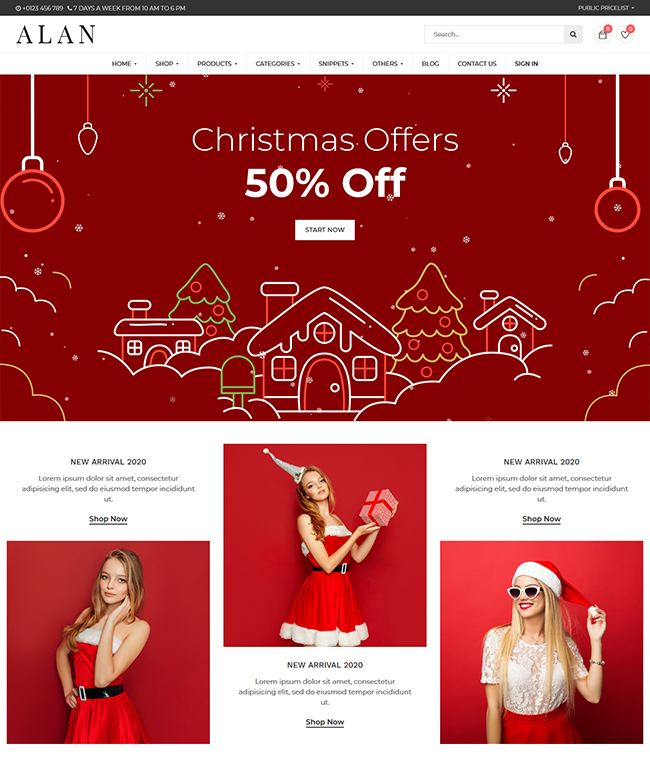 +0123 456 789 7 DAYS A WEEK FROM 10 AM TO 6 PM
PUBLIC PRICELIST
ALAN
Search...
0
0
HOME SHOP PRODUCTS CATEGORIES SNIPPETS OTHERS BLOG CONTACT US SIGN IN
Christmas Offers
50% Off
START NOW
NEW ARRIVAL 2020
Lorem ipsum dolor sit amet, consectetur
adipisicing elit, sed do eiusmod tempor incididunt
ut.
Shop Now
NEW ARRIVAL 2020
Lorem ipsum dolor sit amet, consectetur
adipisicing elit, sed do eiusmod tempor incididunt
ut.
Shop Now
NEW ARRIVAL 2020
Lorem ipsum dolor sit amet, consectetur
adipisicing elit, sed do eiusmod tempor incididunt
ut.
Shop Now